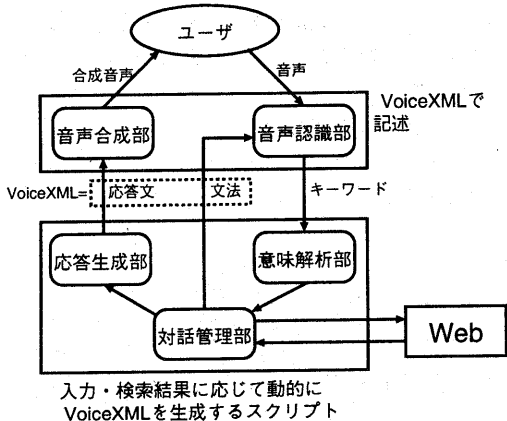 ユーザ
合成音声
音声
音声合成部
音声認識部
VoiceXMLで
記述
VoiceXML=
応答文
文法
キーワード
応答生成部
意味解析部
対話管理部
Web
入力・検索結果に応じて動的に
VoiceXMLを生成するスクリプト